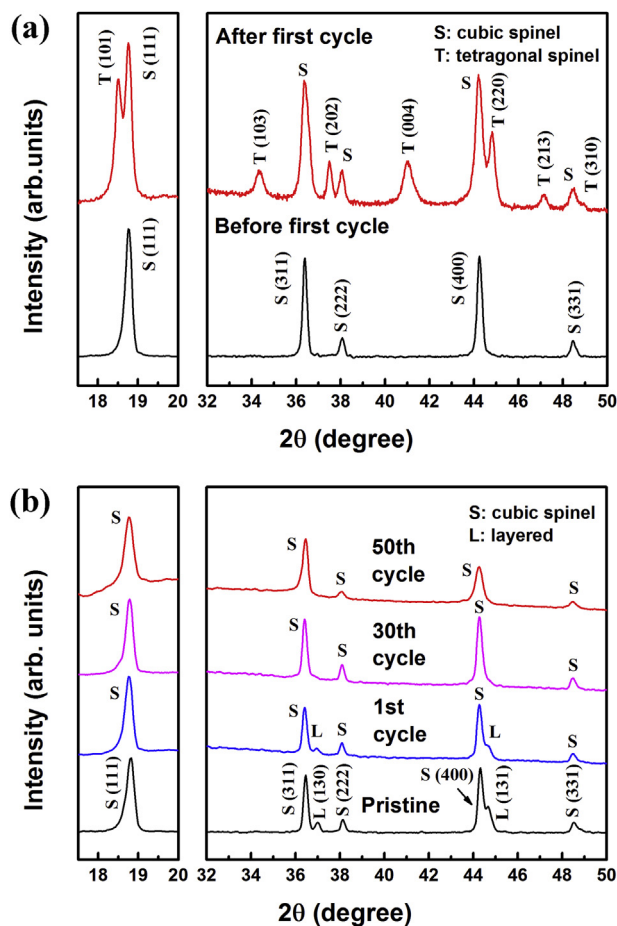 (a)
After first cycle
S: cubic spinel
T: tetragonal spinel
T (101)
S (111)
S
T (103)
T (202)
S
T (004)
S
T (220)
T (213)
S
T (310)
Before first cycle
S (111)
S (311)
S (222)
S (400)
S (331)
Intensity (arb.units)
18 19 20 32 34 36 38 40 42 44 46 48 50
2θ (degree)
(b)
S: cubic spinel
L: layered
S
S
50th
cycle
S
S
S
S
S
30th
cycle
S
S
S
S
S
1st
cycle
L
S
S
L
S
S (111)
S (311)
L (130)
S (222)
Pristine
S (400)
L (131)
S (331)
Intensity (arb. units)
18 19 20 32 34 36 38 40 42 44 46 48 50
2θ (degree)